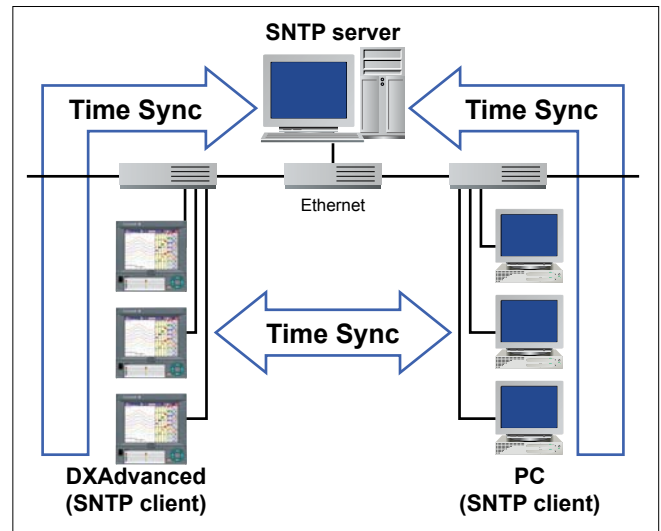 SNTP server
Time Sync
Time Sync
Ethernet
Time Sync
DXAdvanced
(SNTP client)
PC
(SNTP client)